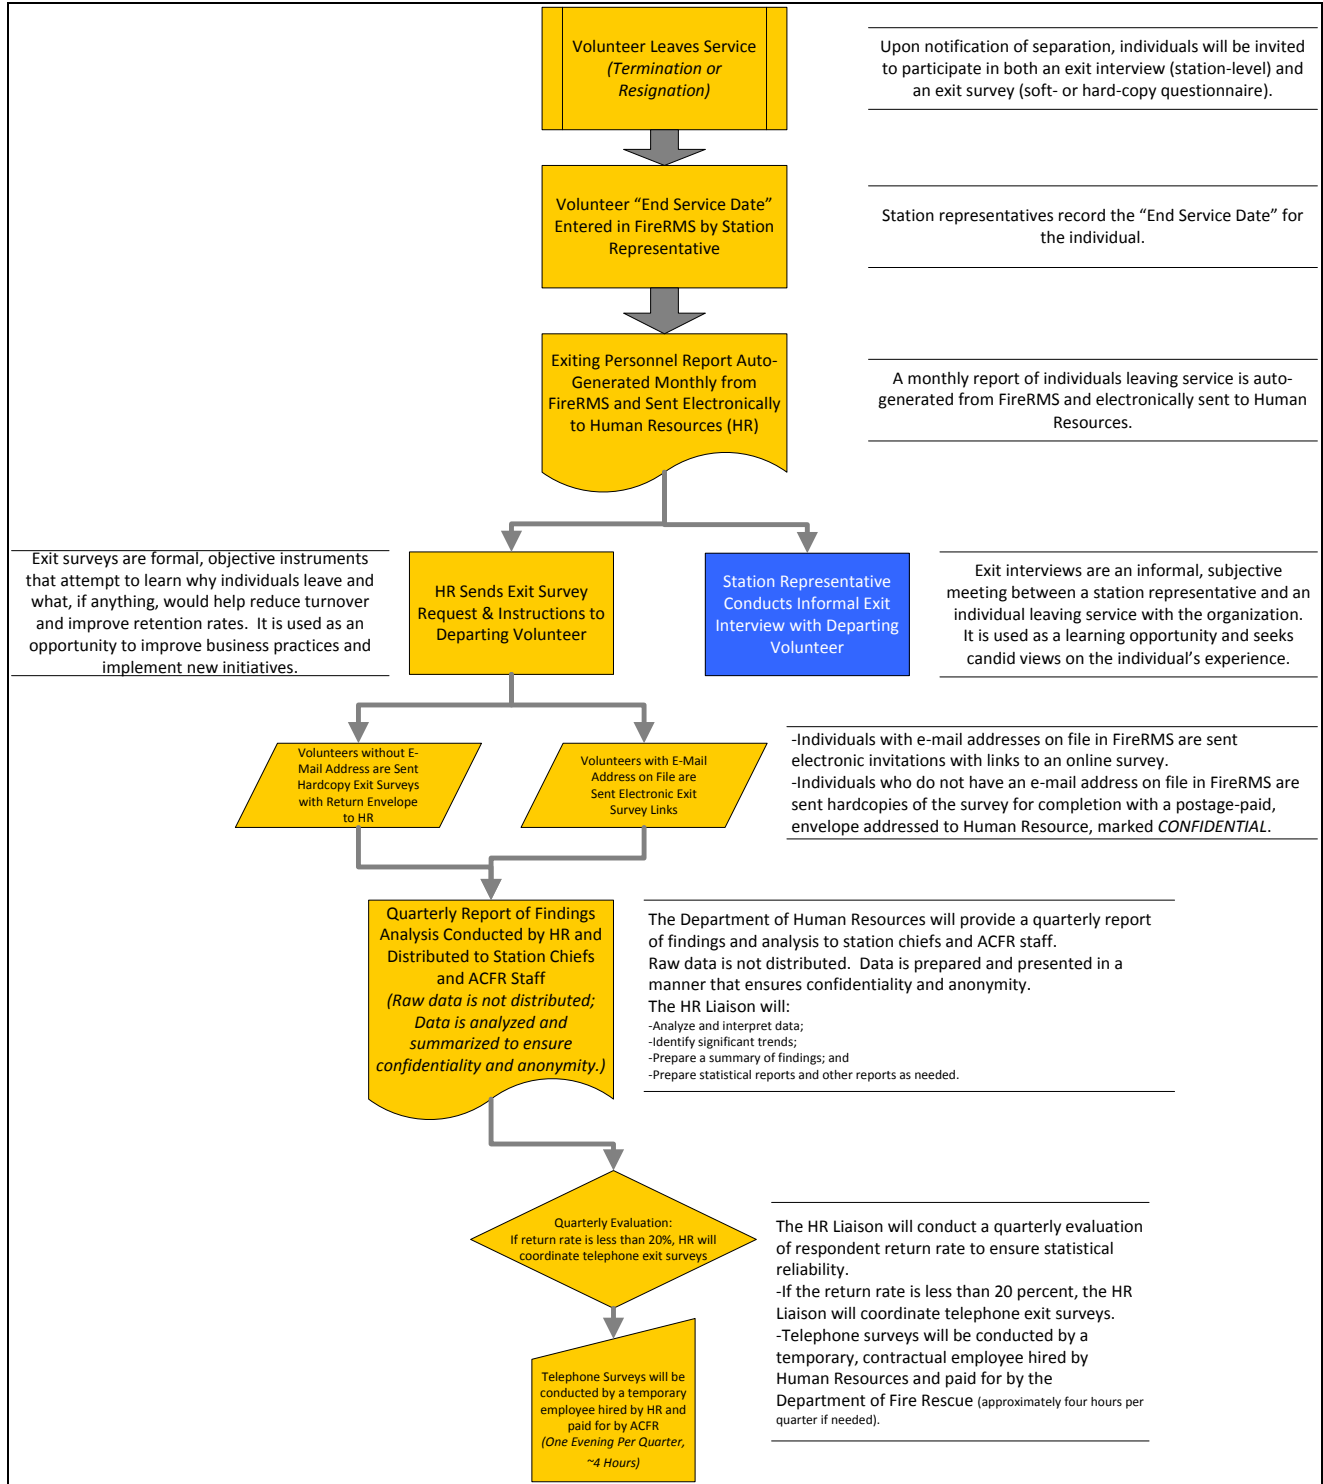 Volunteer Leaves Service
(Termination or
Resignation)
Upon notification of separation, individuals will be invited
to participate in both an exit interview (station-level) and
an exit survey (soft- or hard-copy questionnaire).
Volunteer “End Service Date”
Entered in FireRMS by Station
Representative
Station representatives record the “End Service Date” for
the individual.
Exiting Personnel Report Auto-
Generated Monthly from
FireRMS and Sent Electronically
to Human Resources (HR)
A monthly report of individuals leaving service is auto-
generated from FireRMS and electronically sent to Human
Resources.
Exit surveys are formal, objective instruments
that attempt to learn why individuals leave and
what, if anything, would help reduce turnover
and improve retention rates.  It is used as an
opportunity to improve business practices and
implement new initiatives.
HR Sends Exit Survey
Request & Instructions to
Departing Volunteer
Station Representative
Conducts Informal Exit
Interview with Departing
Volunteer
Exit interviews are an informal, subjective
meeting between a station representative and an
individual leaving service with the organization.
It is used as a learning opportunity and seeks
candid views on the individual’s experience.
Volunteers without E-
Mail Address are Sent
Hardcopy Exit Surveys
with Return Envelope
to HR
Volunteers with E-Mail
Address on File are
Sent Electronic Exit
Survey Links
-Individuals with e-mail addresses on file in FireRMS are sent
electronic invitations with links to an online survey.
-Individuals who do not have an e-mail address on file in FireRMS are
sent hardcopies of the survey for completion with a postage-paid,
envelope addressed to Human Resource, marked CONFIDENTIAL.
Quarterly Report of Findings
Analysis Conducted by HR and
Distributed to Station Chiefs
and ACFR Staff
(Raw data is not distributed;
Data is analyzed and
summarized to ensure
confidentiality and anonymity.)
The Department of Human Resources will provide a quarterly report
of findings and analysis to station chiefs and ACFR staff.
Raw data is not distributed.  Data is prepared and presented in a
manner that ensures confidentiality and anonymity.
The HR Liaison will:
-Analyze and interpret data;
-Identify significant trends;
-Prepare a summary of findings; and
-Prepare statistical reports and other reports as needed.
Quarterly Evaluation:
If return rate is less than 20%, HR will
coordinate telephone exit surveys
The HR Liaison will conduct a quarterly evaluation
of respondent return rate to ensure statistical
reliability.
-If the return rate is less than 20 percent, the HR
Liaison will coordinate telephone exit surveys.
-Telephone surveys will be conducted by a
temporary, contractual employee hired by
Human Resources and paid for by the
Department of Fire Rescue (approximately four hours per
quarter if needed).
Telephone Surveys will be
conducted by a temporary
employee hired by HR and
paid for by ACFR
(One Evening Per Quarter,
~4 Hours)